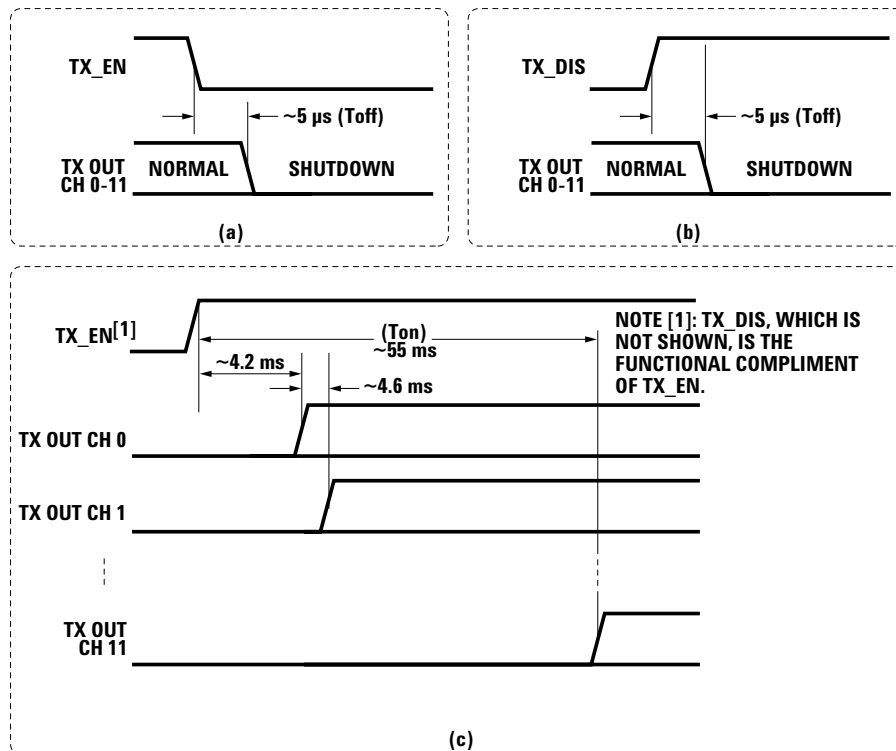 TX_EN
~5 µs (Toff)
TX OUT
CH 0-11
NORMAL
SHUTDOWN
(a)
TX_DIS
~5 µs (Toff)
TX OUT
CH 0-11
NORMAL
SHUTDOWN
(b)
TX_EN[1]
(Ton)
~55 ms
~4.2 ms
~4.6 ms
NOTE [1]: TX_DIS, WHICH IS
NOT SHOWN, IS THE
FUNCTIONAL COMPLIMENT
OF TX_EN.
TX OUT CH 0
TX OUT CH 1
TX OUT
CH 11
(c)